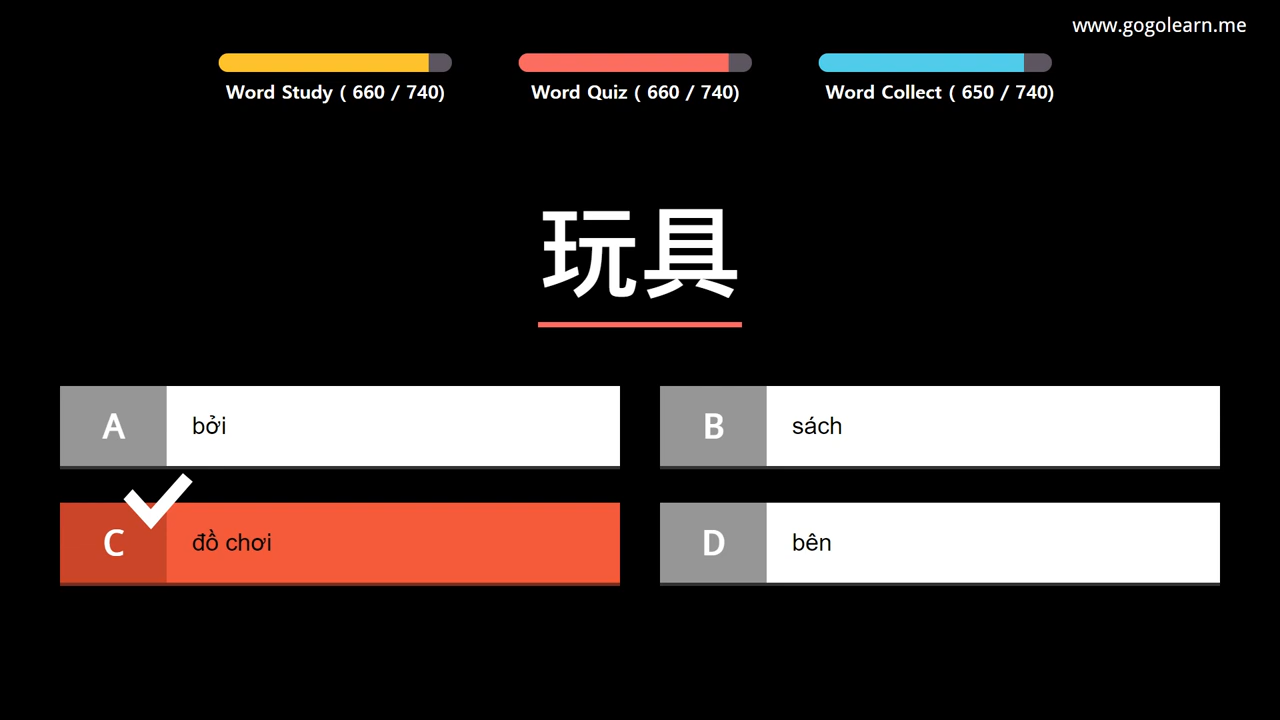 www.gogolearn.me
Word Study ( 660 / 740)
Word Quiz ( 660 / 740)
Word Collect ( 650 / 740)
玩具
A
bởi
B
sách
C
đồ chơi
D
bên